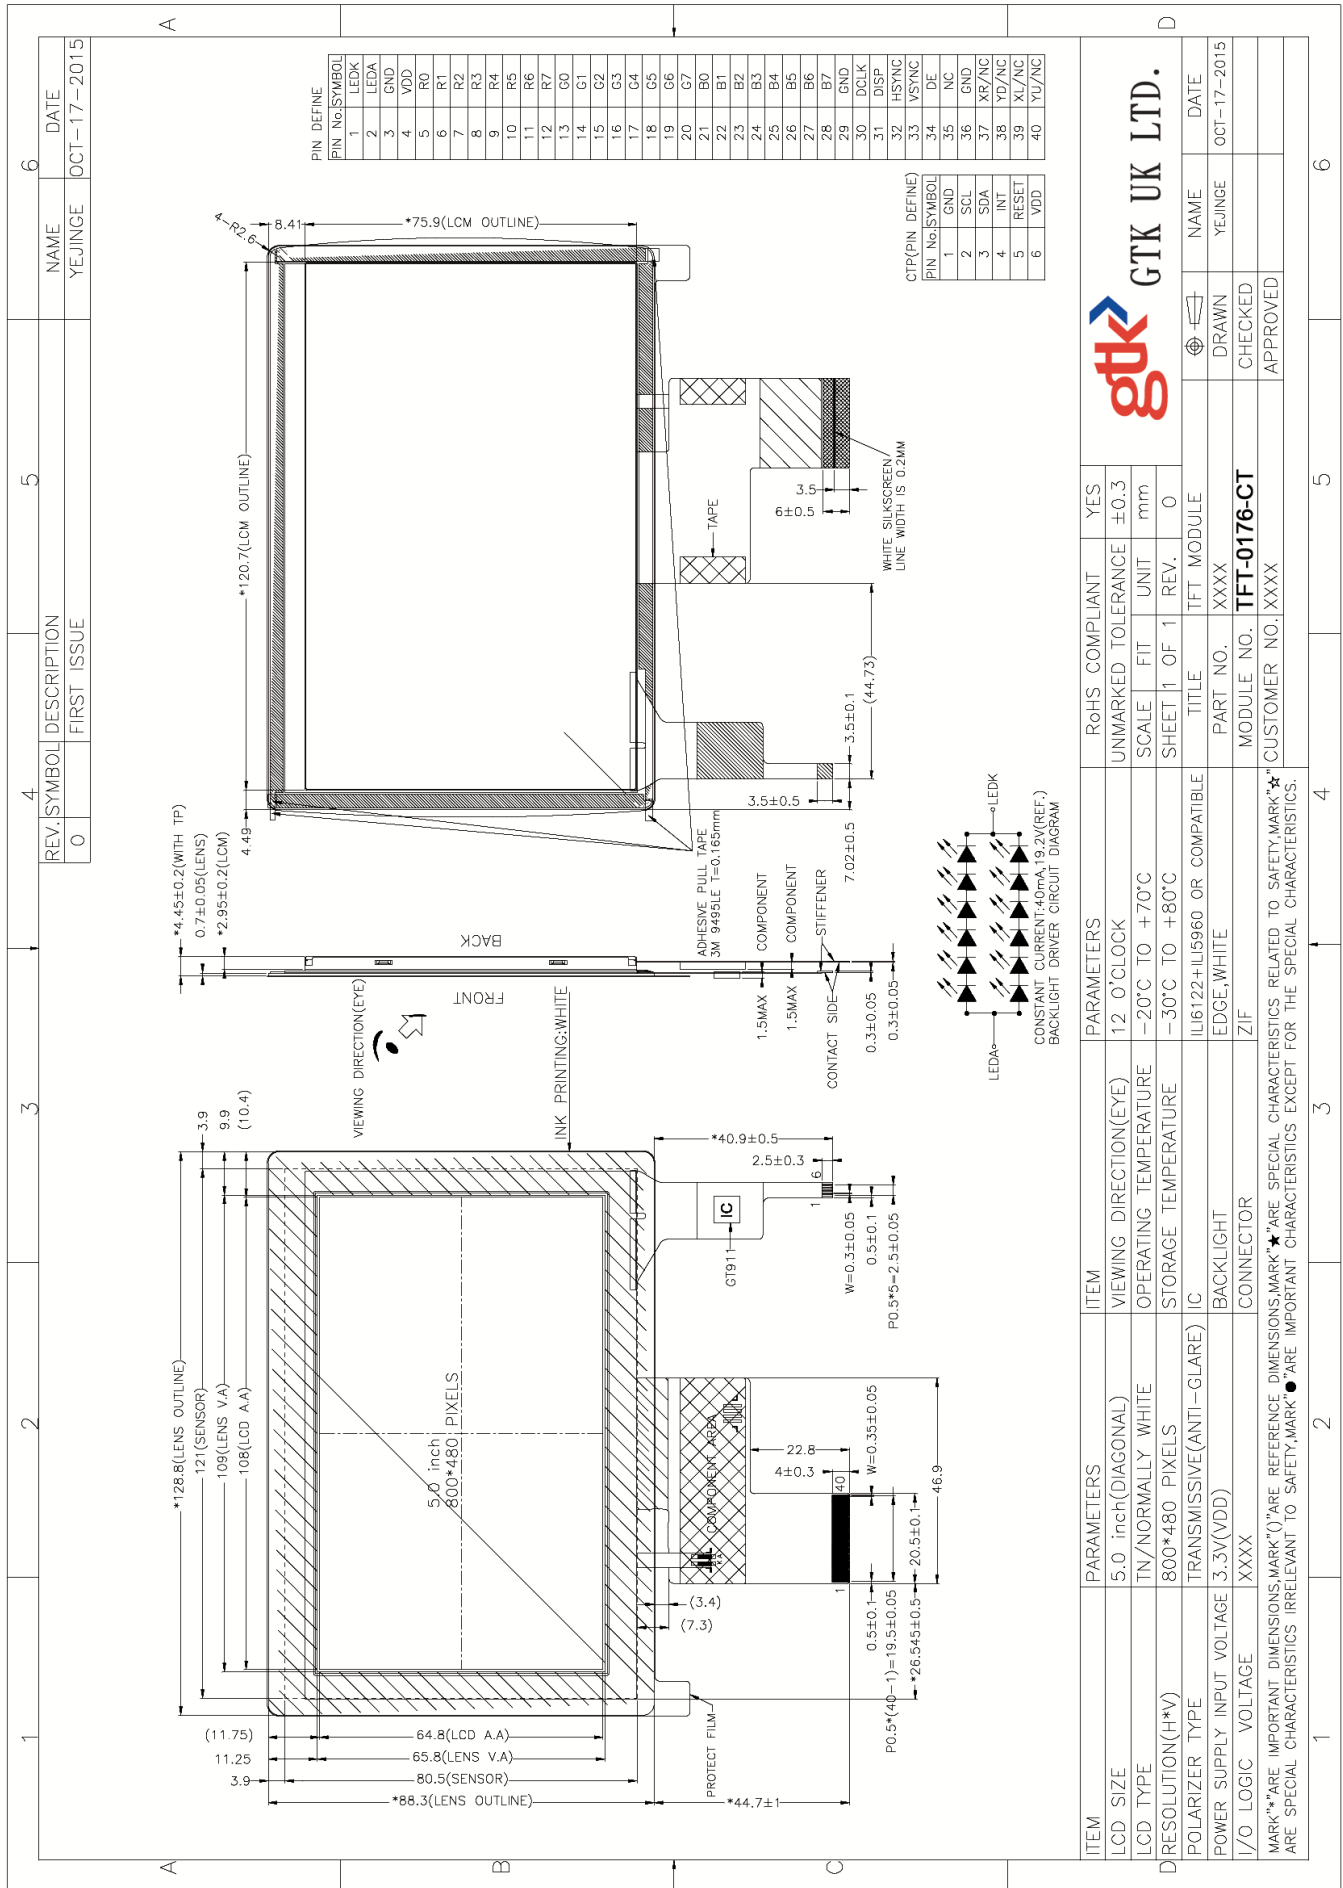 1 2 3 4 5 6
A B C D
REV. SYMBOL DESCRIPTION NAME DATE
0 FIRST ISSUE YEJINGE OCT-17-2015
*128.8(LENS OUTLINE)
121(SENSOR)
109(LENS V.A)
108(LCD A.A)
3.9
9.9
(10.4)
(11.75)
11.25
3.9
64.8(LCD A.A)
65.8(LENS V.A)
80.5(SENSOR)
*88.3(LENS OUTLINE)
*44.7±1
5.0 inch
800*480 PIXELS
PROTECT FILM
(3.4)
(7.3)
COMPONENT AREA
KA
22.8
4±0.3
1 40
W=0.35±0.05
0.5±0.1
20.5±0.1
P0.5*(40-1)=19.5±0.05
*26.545±0.5
46.9
IC
GT911
*40.9±0.5
2.5±0.3
1 6
W=0.3±0.05
0.5±0.1
P0.5*5=2.5±0.05
VIEWING DIRECTION(EYE)
INK PRINTING:WHITE
FRONT
BACK
*4.45±0.2(WITH TP)
0.7±0.05(LENS)
*2.95±0.2(LCM)
1.5MAX COMPONENT
1.5MAX COMPONENT
CONTACT SIDE STIFFENER
0.3±0.05
0.3±0.05
4.49
*120.7(LCM OUTLINE)
4-R2.6
8.41
*75.9(LCM OUTLINE)
ADHESIVE PULL TAPE
3M 9495LE T=0.165mm
TAPE
3.5
6±0.5
WHITE SILKSCREEN
LINE WIDTH IS 0.2MM
(44.73)
3.5±0.1
3.5±0.5
7.02±0.5
LEDA LEDK
CONSTANT CURRENT:40mA,19.2V(REF.)
BACKLIGHT DRIVER CIRCUIT DIAGRAM
PIN DEFINE
PIN No. SYMBOL
1 LEDK
2 LEDA
3 GND
4 VDD
5 R0
6 R1
7 R2
8 R3
9 R4
10 R5
11 R6
12 R7
13 G0
14 G1
15 G2
16 G3
17 G4
18 G5
19 G6
20 G7
21 B0
22 B1
23 B2
24 B3
25 B4
26 B5
27 B6
28 B7
29 GND
30 DCLK
31 DISP
32 HSYNC
33 VSYNC
34 DE
35 NC
36 GND
37 XR/NC
38 YD/NC
39 XL/NC
40 YU/NC
CTP(PIN DEFINE)
PIN No. SYMBOL
1 GND
2 SCL
3 SDA
4 INT
5 RESET
6 VDD
ITEM PARAMETERS ITEM PARAMETERS
LCD SIZE 5.0 inch(DIAGONAL) VIEWING DIRECTION(EYE) 12 O'CLOCK
LCD TYPE TN/NORMALLY WHITE OPERATING TEMPERATURE -20°C TO +70°C
RESOLUTION(H*V) 800*480 PIXELS STORAGE TEMPERATURE -30°C TO +80°C
POLARIZER TYPE TRANSMISSIVE(ANTI-GLARE) IC ILI6122+ILI5960 OR COMPATIBLE
POWER SUPPLY INPUT VOLTAGE 3.3V(VDD) BACKLIGHT EDGE,WHITE
I/O LOGIC VOLTAGE XXXX CONNECTOR ZIF
MARK"*"ARE IMPORTANT DIMENSIONS,MARK"()"ARE REFERENCE DIMENSIONS,MARK"★"ARE SPECIAL CHARACTERISTICS RELATED TO SAFETY,MARK"☆"
ARE SPECIAL CHARACTERISTICS IRRELEVANT TO SAFETY,MARK"●"ARE IMPORTANT CHARACTERISTICS EXCEPT FOR THE SPECIAL CHARACTERISTICS.
RoHS COMPLIANT YES
UNMARKED TOLERANCE ±0.3
SCALE FIT UNIT mm
SHEET 1 OF 1 REV. 0
TITLE TFT MODULE
PART NO. XXXX
MODULE NO. TFT-0176-CT
CUSTOMER NO. XXXX
gtk GTK UK LTD.
NAME DATE
DRAWN YEJINGE OCT-17-2015
CHECKED
APPROVED
1 2 3 4 5 6
A B C D